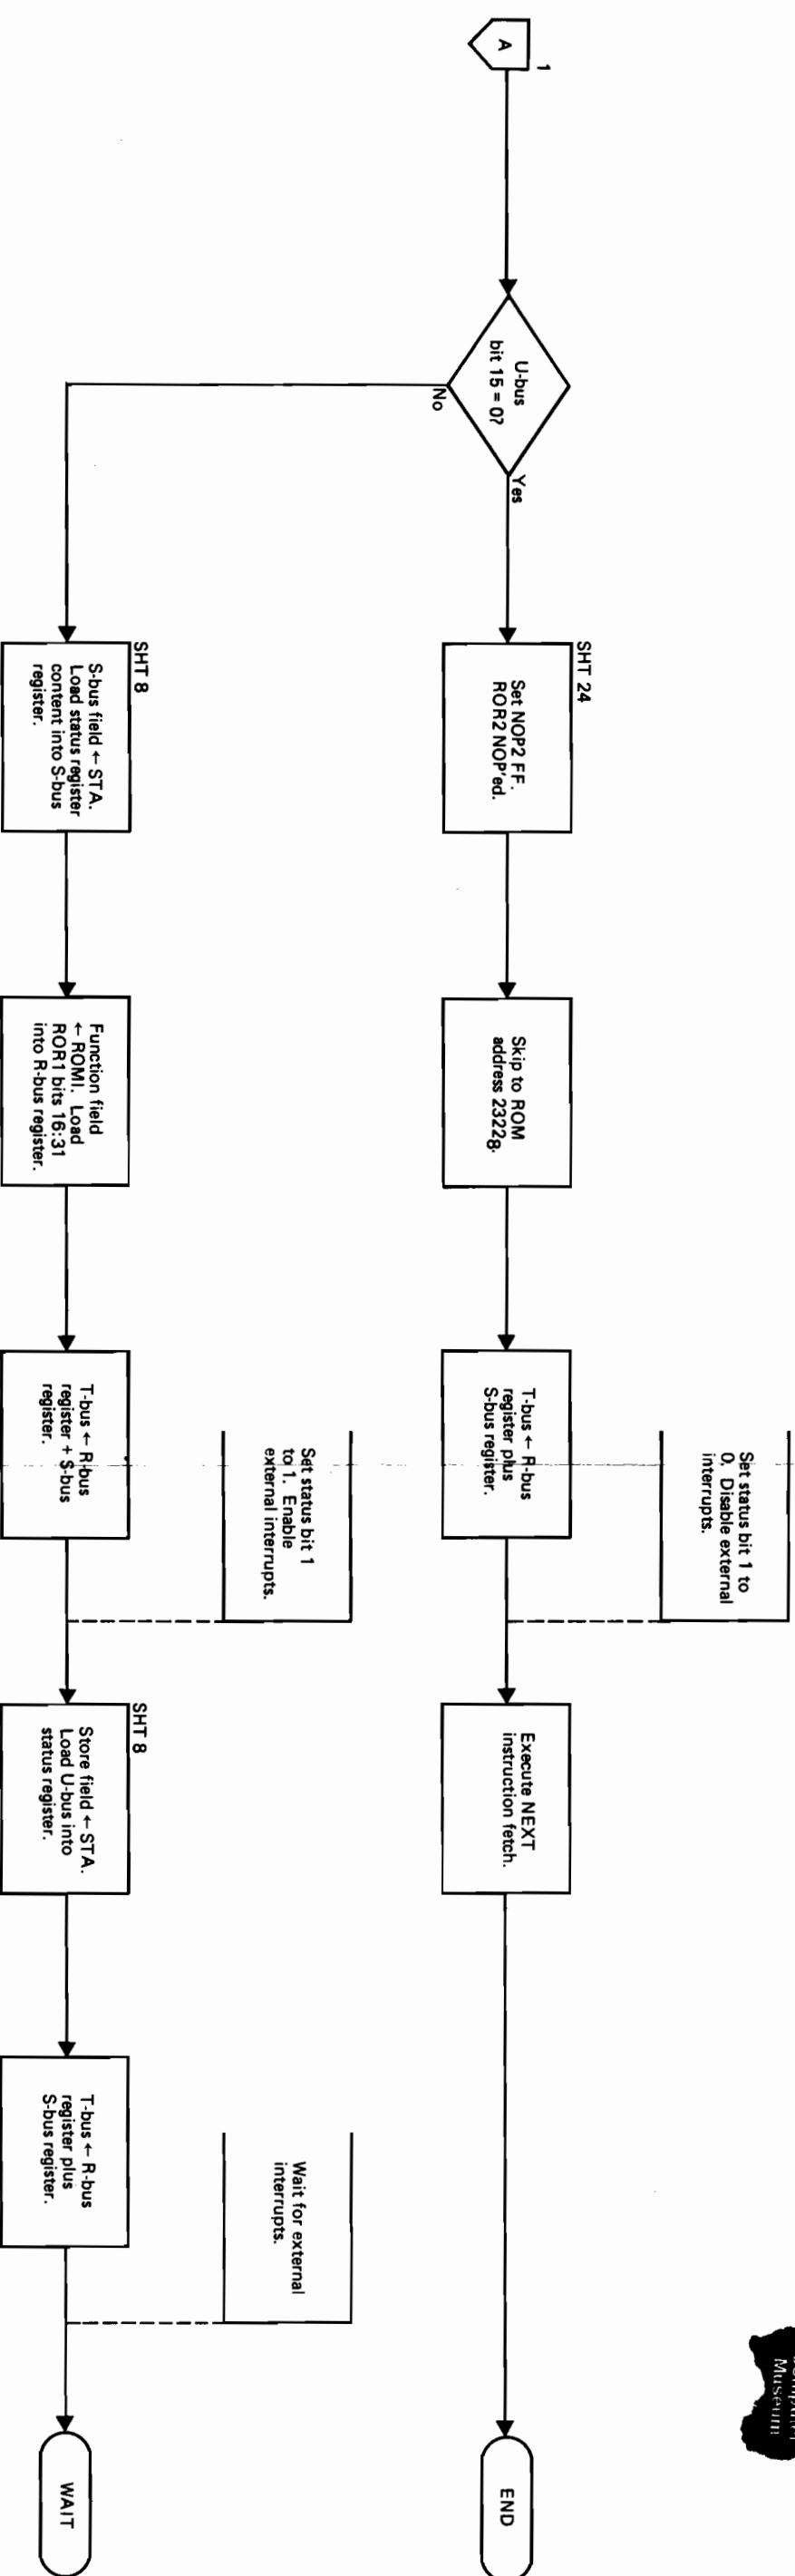 A
1
U-bus
bit 15 = 0?
Yes
No
SHT 24
Set NOP2 FF.
ROR2 NOP'ed.
Skip to ROM
address 2322₈.
Set status bit 1 to
0. Disable external
interrupts.
T-bus ← R-bus
register plus
S-bus register.
Execute NEXT
instruction fetch.
END
SHT 8
S-bus field ← STA.
Load status register
content into S-bus
register.
Function field
← ROMI. Load
ROR1 bits 16:31
into R-bus register.
Set status bit 1
to 1. Enable
external interrupts.
T-bus ← R-bus
register + S-bus
register.
SHT 8
Store field ← STA.
Load U-bus into
status register.
Wait for external
interrupts.
T-bus ← R-bus
register plus
S-bus register.
WAIT
Museum